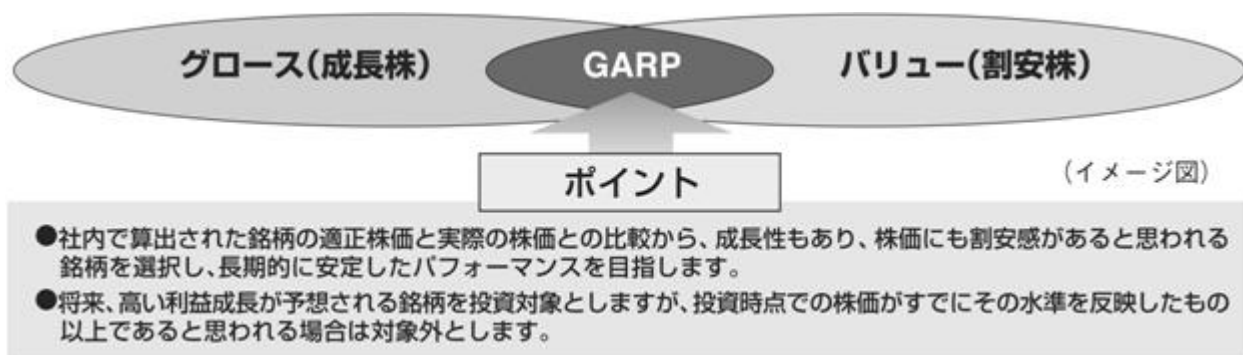 グロース(成長株)
GARP
バリュー(割安株)
ポイント
(イメージ図)
●社内で算出された銘柄の適正株価と実際の株価との比較から、成長性もあり、株価にも割安感があると思われる
銘柄を選択し、長期的に安定したパフォーマンスを目指します。
●将来、高い利益成長が予想される銘柄を投資対象としますが、投資時点での株価がすでにその水準を反映したもの
以上であると思われる場合は対象外とします。